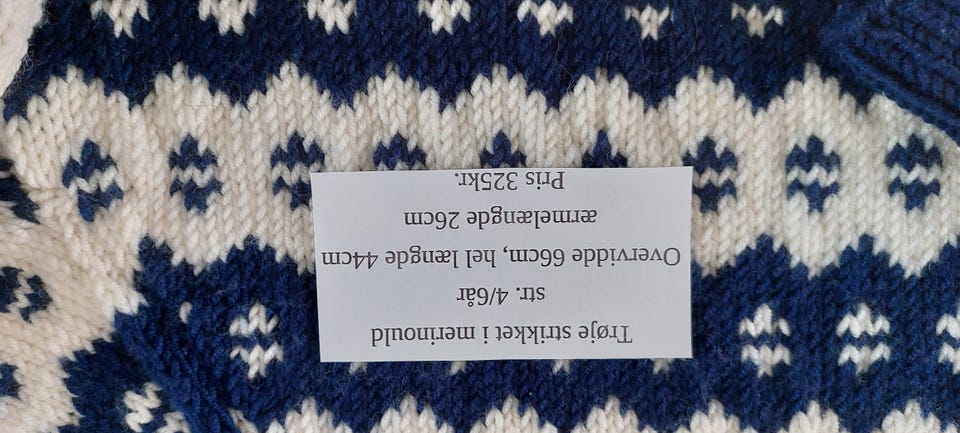 Trøje strikket i merinould
str. 4/6år
Overvidde 66cm, hel længde 44cm
ærmelængde 26cm
Pris 325kr.